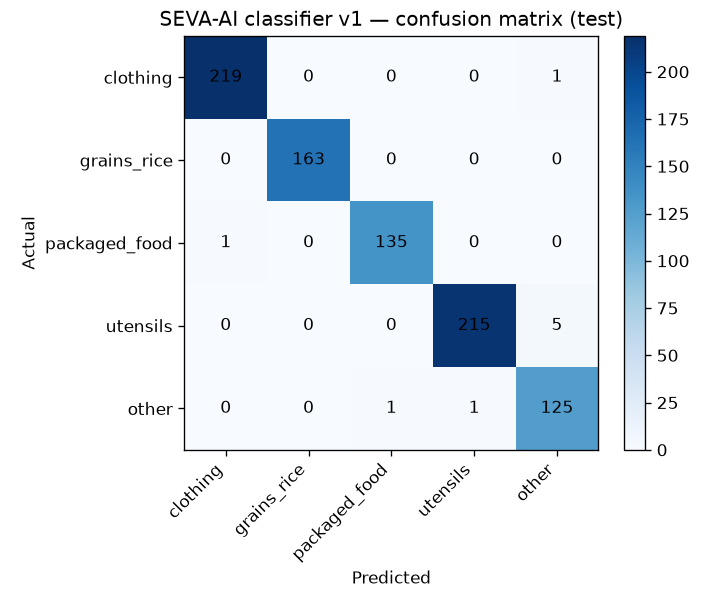 SEVA-AI classifier v1 — confusion matrix (test)
clothing 219 0 0 0 1
grains_rice 0 163 0 0 0
packaged_food 1 0 135 0 0
utensils 0 0 0 215 5
other 0 0 1 1 125
Actual
clothing grains_rice packaged_food utensils other
Predicted
200
175
150
125
100
75
50
25
0